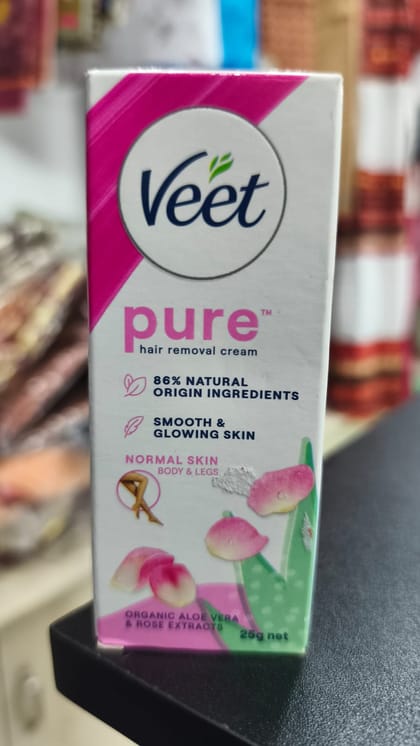 Veet
pure™
hair removal cream
86% NATURAL
ORIGIN INGREDIENTS
SMOOTH &
GLOWING SKIN
NORMAL SKIN
BODY & LEGS
ORGANIC ALOE VERA
& ROSE EXTRACTS
25g net